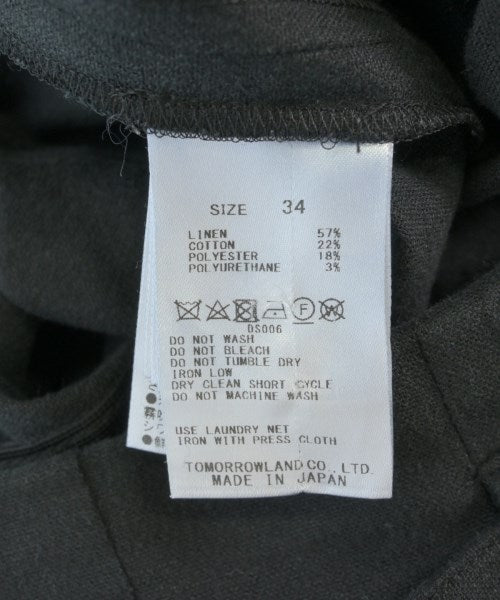 SIZE 34
LINEN 57%
COTTON 22%
POLYESTER 18%
POLYURETHANE 3%
DS006
DO NOT WASH
DO NOT BLEACH
DO NOT TUMBLE DRY
IRON LOW
DRY CLEAN SHORT CYCLE
DO NOT MACHINE WASH
USE LAUNDRY NET
IRON WITH PRESS CLOTH
TOMORROWLAND CO., LTD.
MADE IN JAPAN